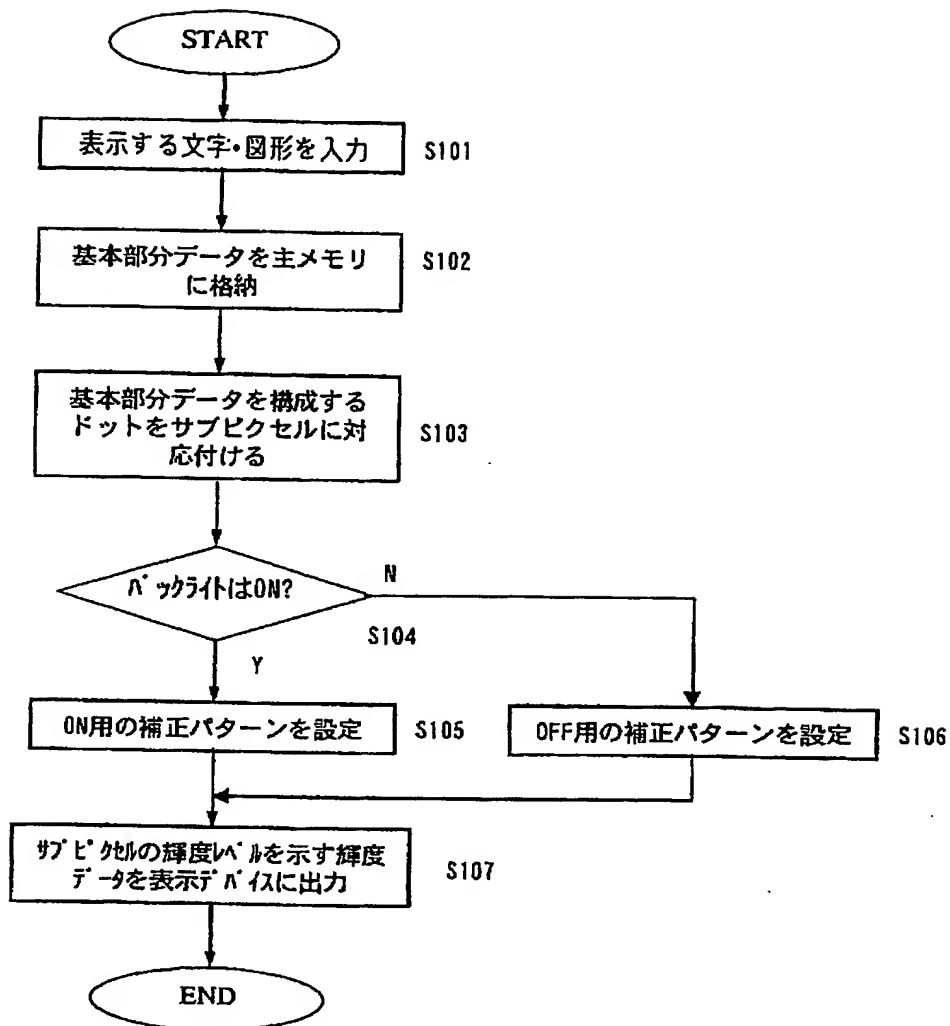 START
表示する文字・図形を入力
S101
基本部分データを主メモリ
に格納
S102
基本部分データを構成する
ドットをサブピクセルに対
応付ける
S103
バックライトはON?
N
S104
Y
ON用の補正パターンを設定
S105
OFF用の補正パターンを設定
S106
サブピクセルの輝度レベルを示す輝度
データを表示デバイスに出力
S107
END